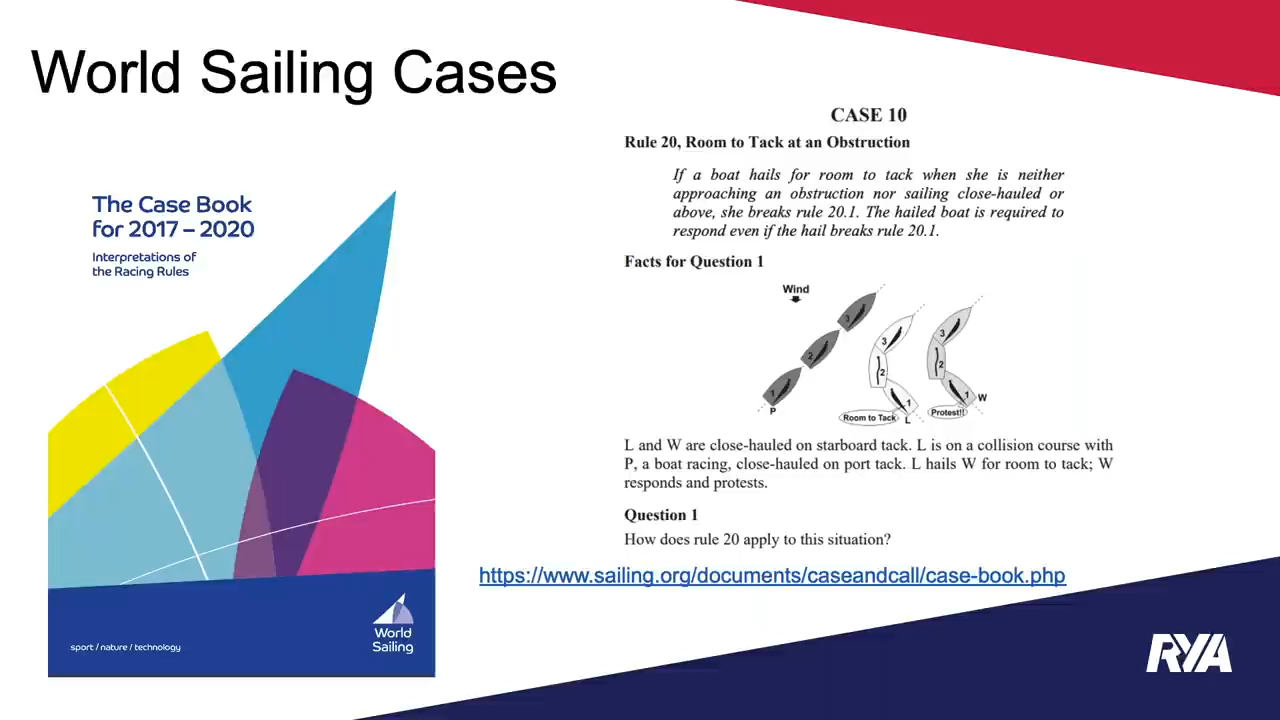 World Sailing Cases
The Case Book
for 2017 – 2020
Interpretations of
the Racing Rules
sport / nature / technology
World
Sailing
CASE 10
Rule 20, Room to Tack at an Obstruction
If a boat hails for room to tack when she is neither
approaching an obstruction nor sailing close-hauled or
above, she breaks rule 20.1. The hailed boat is required to
respond even if the hail breaks rule 20.1.
Facts for Question 1
Wind
3
2
1
P
3
2
1
Room to Tack
L
3
2
1
W
Protest!!
L and W are close-hauled on starboard tack. L is on a collision course with
P, a boat racing, close-hauled on port tack. L hails W for room to tack; W
responds and protests.
Question 1
How does rule 20 apply to this situation?
https://www.sailing.org/documents/caseandcall/case-book.php
RYA